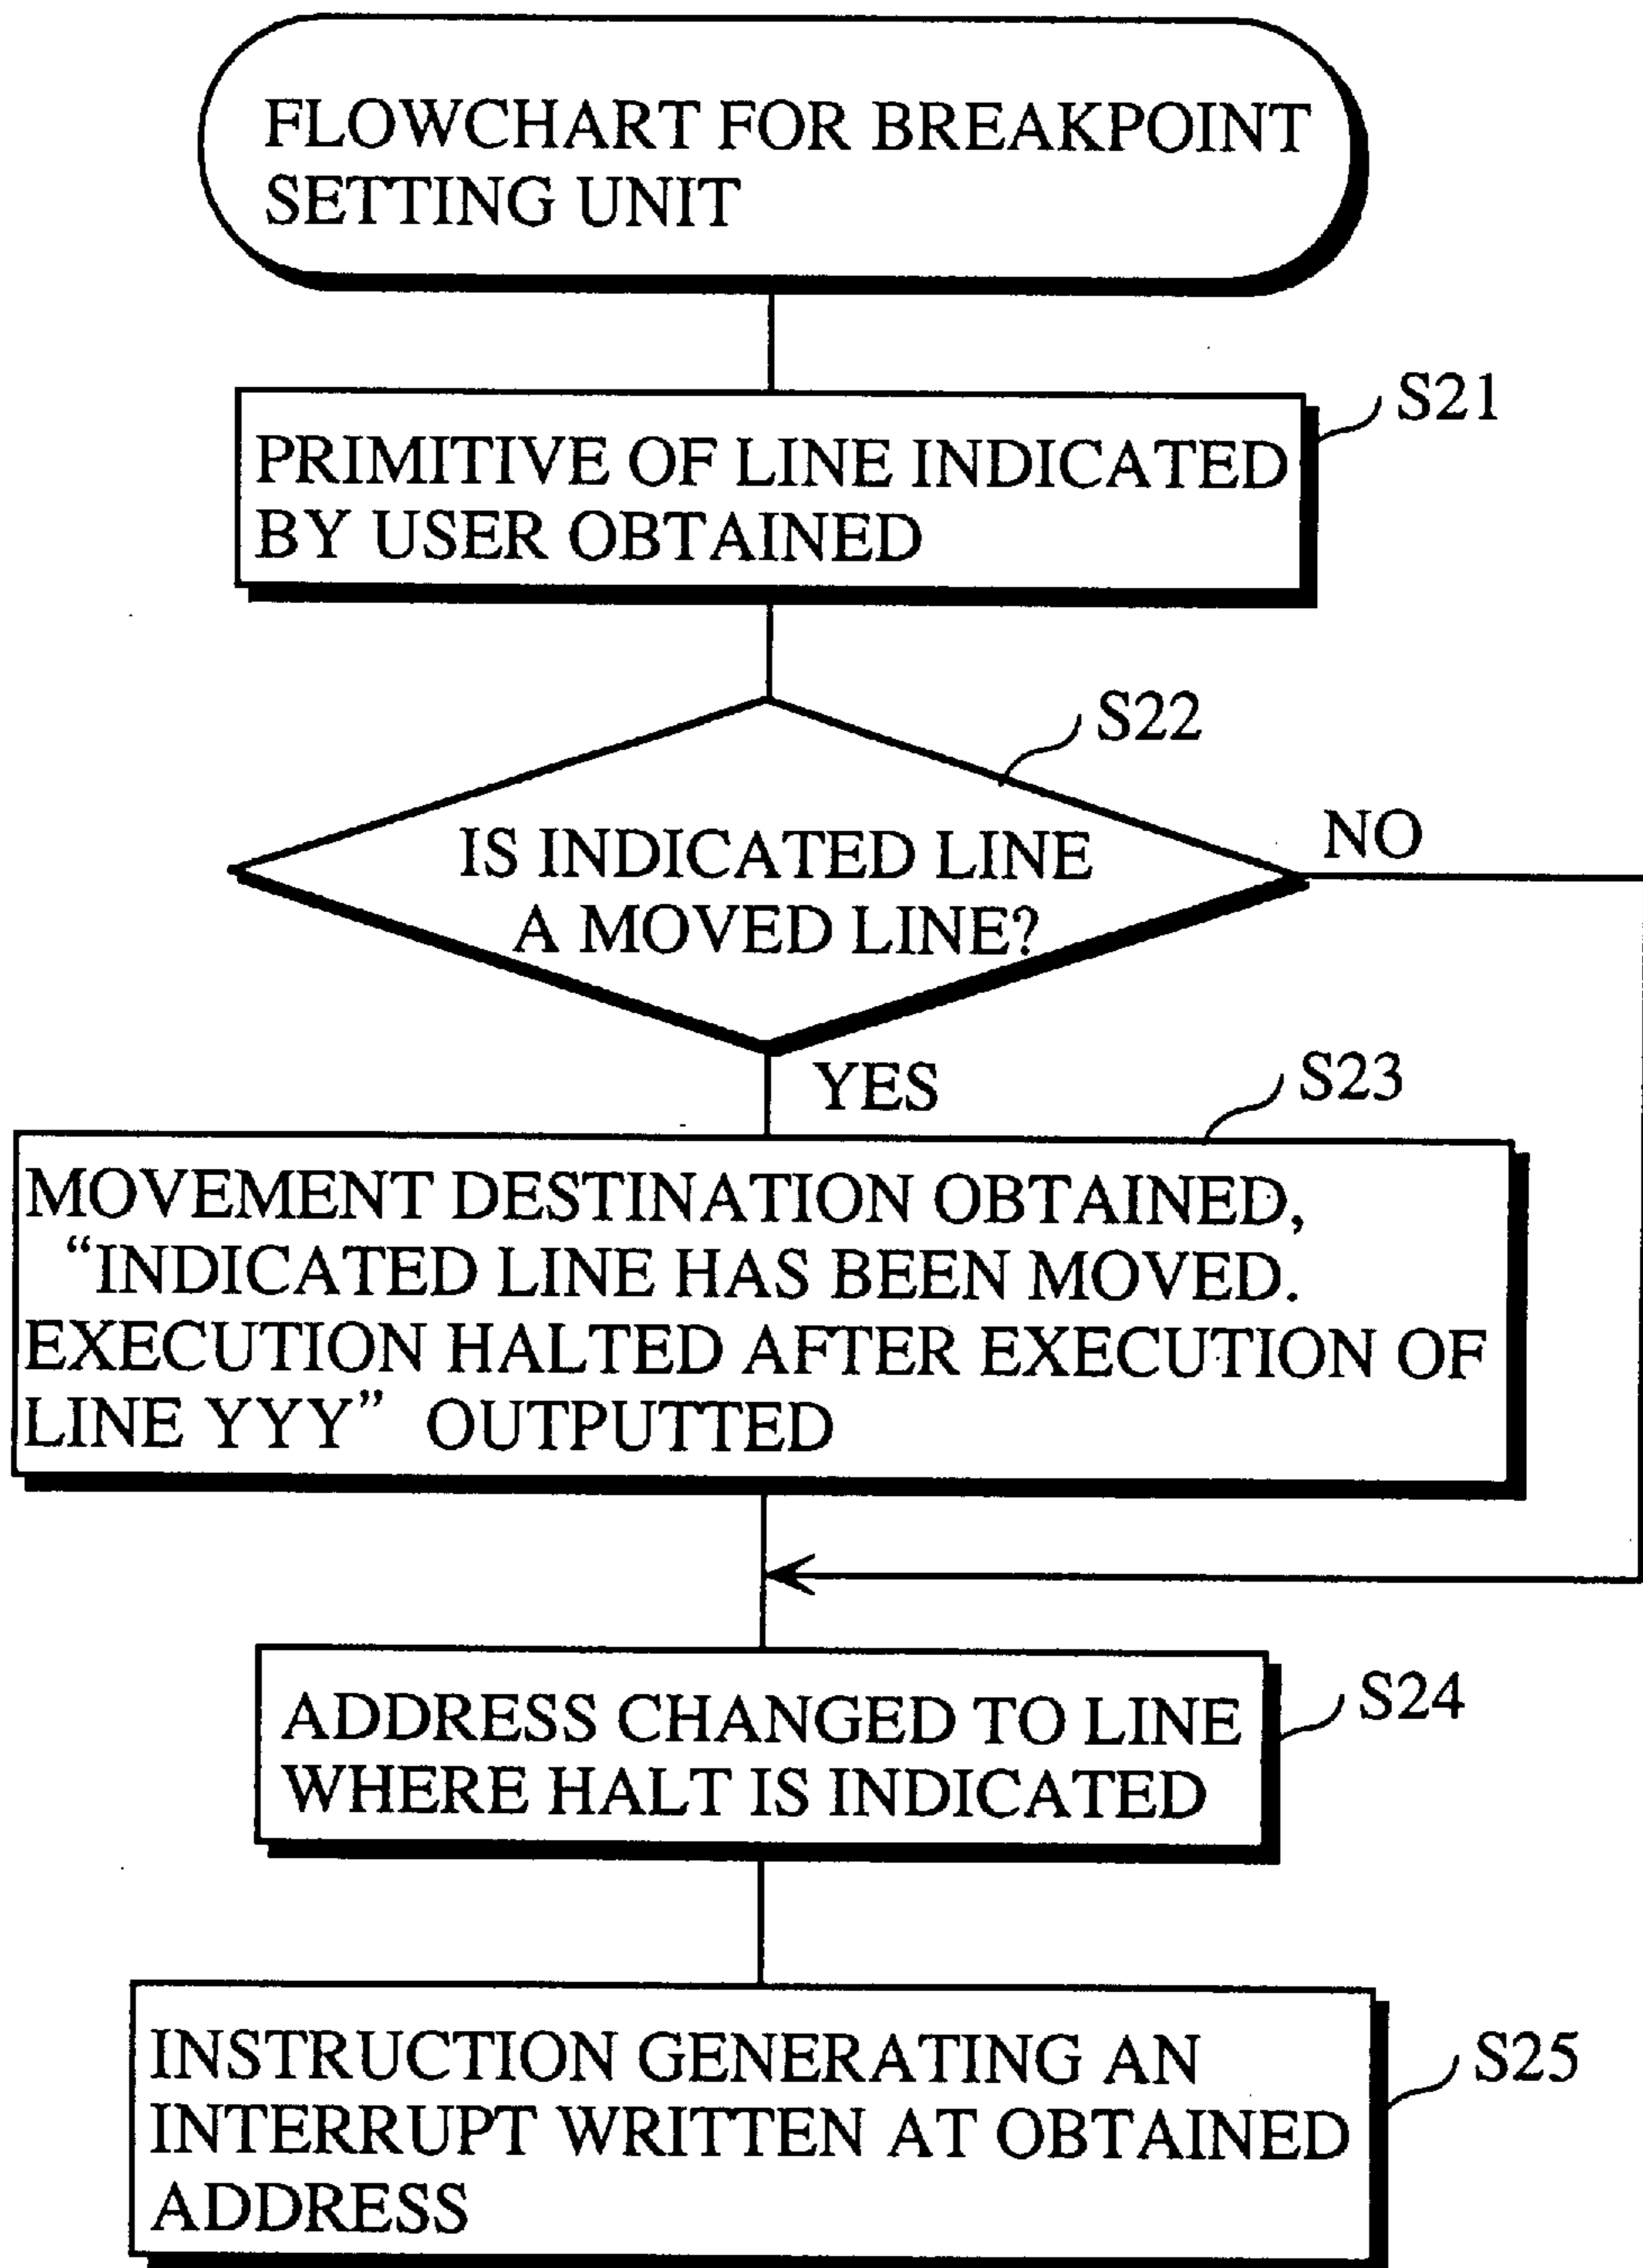 FLOWCHART FOR BREAKPOINT
SETTING UNIT
S21
PRIMITIVE OF LINE INDICATED
BY USER OBTAINED
S22
IS INDICATED LINE
A MOVED LINE?
NO
YES
S23
MOVEMENT DESTINATION OBTAINED,
“INDICATED LINE HAS BEEN MOVED.
EXECUTION HALTED AFTER EXECUTION OF
LINE YYY” OUTPUTTED
S24
ADDRESS CHANGED TO LINE
WHERE HALT IS INDICATED
S25
INSTRUCTION GENERATING AN
INTERRUPT WRITTEN AT OBTAINED
ADDRESS